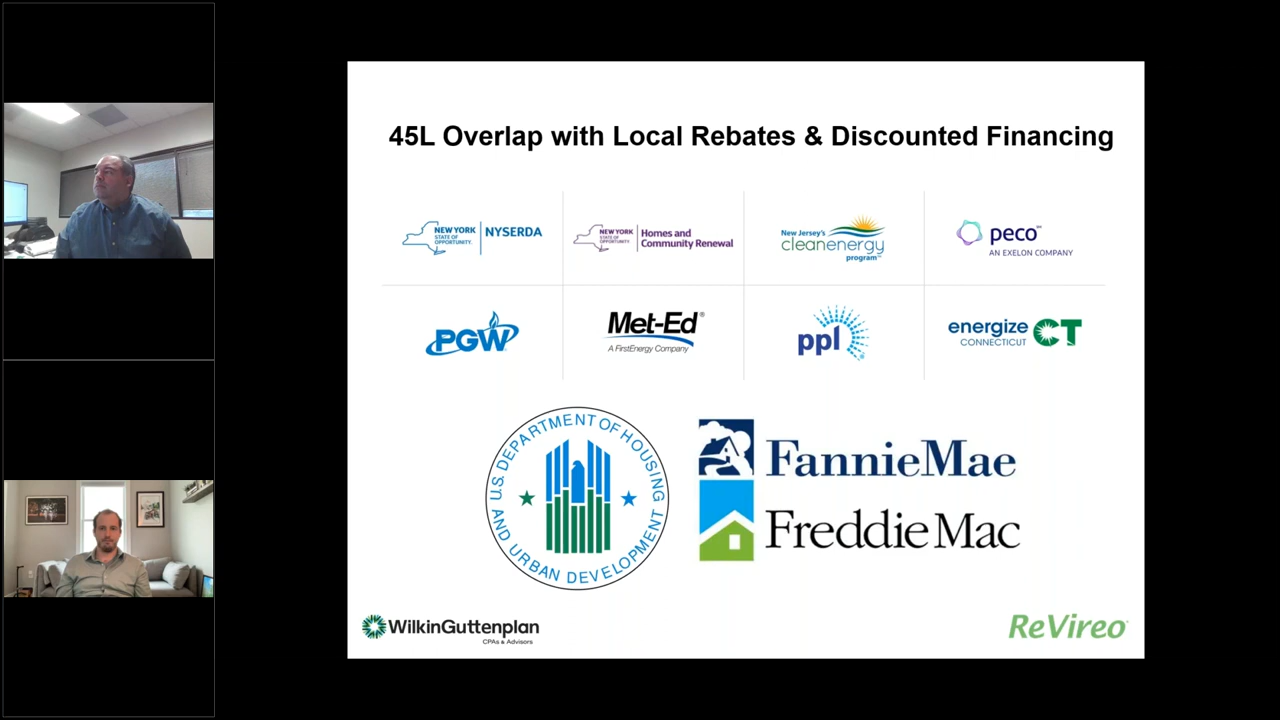 45L Overlap with Local Rebates & Discounted Financing
NEW YORK
STATE OF
OPPORTUNITY.
NYSERDA
NEW YORK
STATE OF
OPPORTUNITY.
Homes and
Community Renewal
New Jersey's
cleanenergy
program™
peco℠
AN EXELON COMPANY
PGW
Met-Ed®
A FirstEnergy Company
ppl
energize
CONNECTICUT
CT
U.S. DEPARTMENT OF HOUSING
AND URBAN DEVELOPMENT
FannieMae
FreddieMac
WilkinGuttenplan
CPAs & Advisors
ReVireo